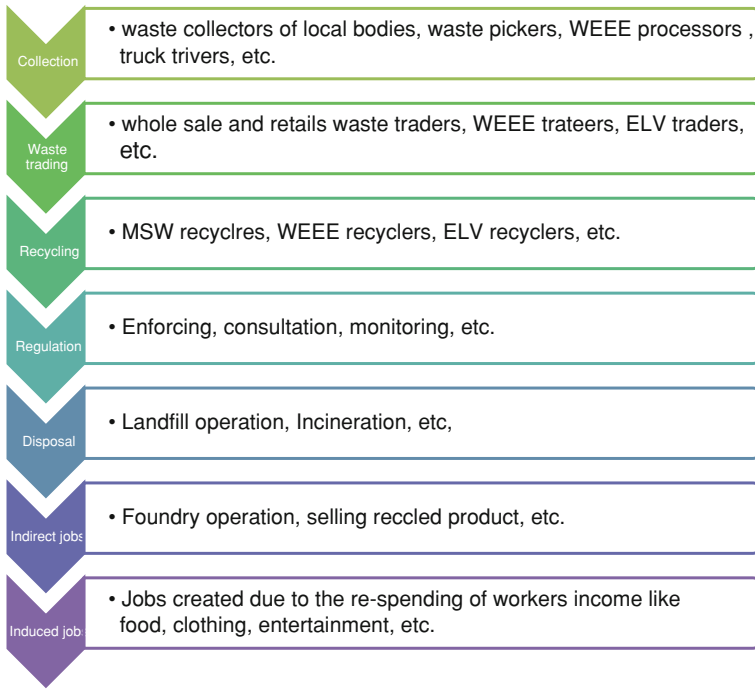 Collection
• waste collectors of local bodies, waste pickers, WEEE processors ,
truck trivers, etc.
Waste
trading
• whole sale and retails waste traders, WEEE trateers, ELV traders,
etc.
Recycling
• MSW recyclres, WEEE recyclers, ELV recyclers, etc.
Regulation
• Enforcing, consultation, monitoring, etc.
Disposal
• Landfill operation, Incineration, etc,
Indirect jobs
• Foundry operation, selling reccled product, etc.
Induced jobs
• Jobs created due to the re-spending of workers income like
food, clothing, entertainment, etc.